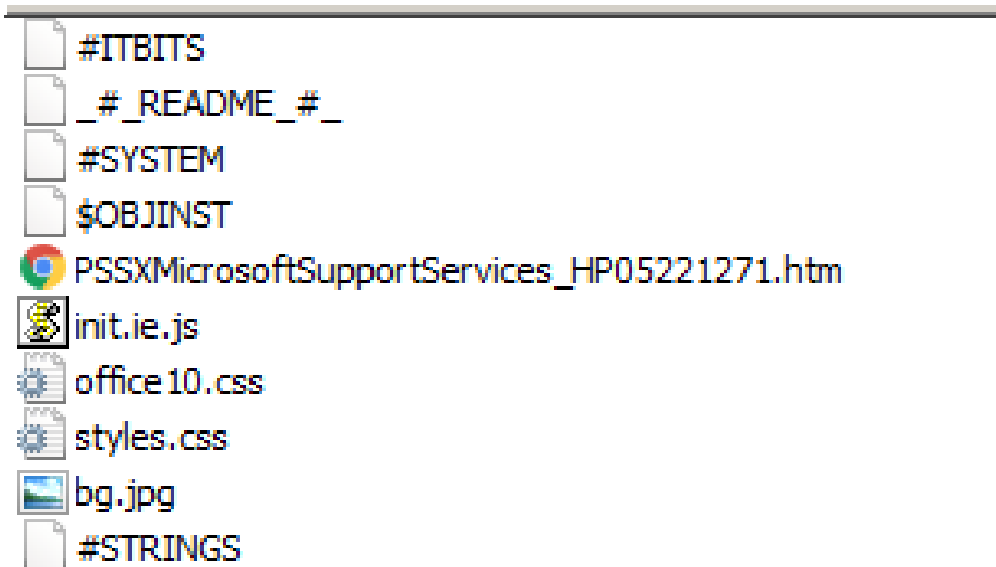 #ITBITS
_#_README_#_
#SYSTEM
$OBJINST
PSSXMicrosoftSupportServices_HP05221271.htm
init.ie.js
office10.css
styles.css
bg.jpg
#STRINGS